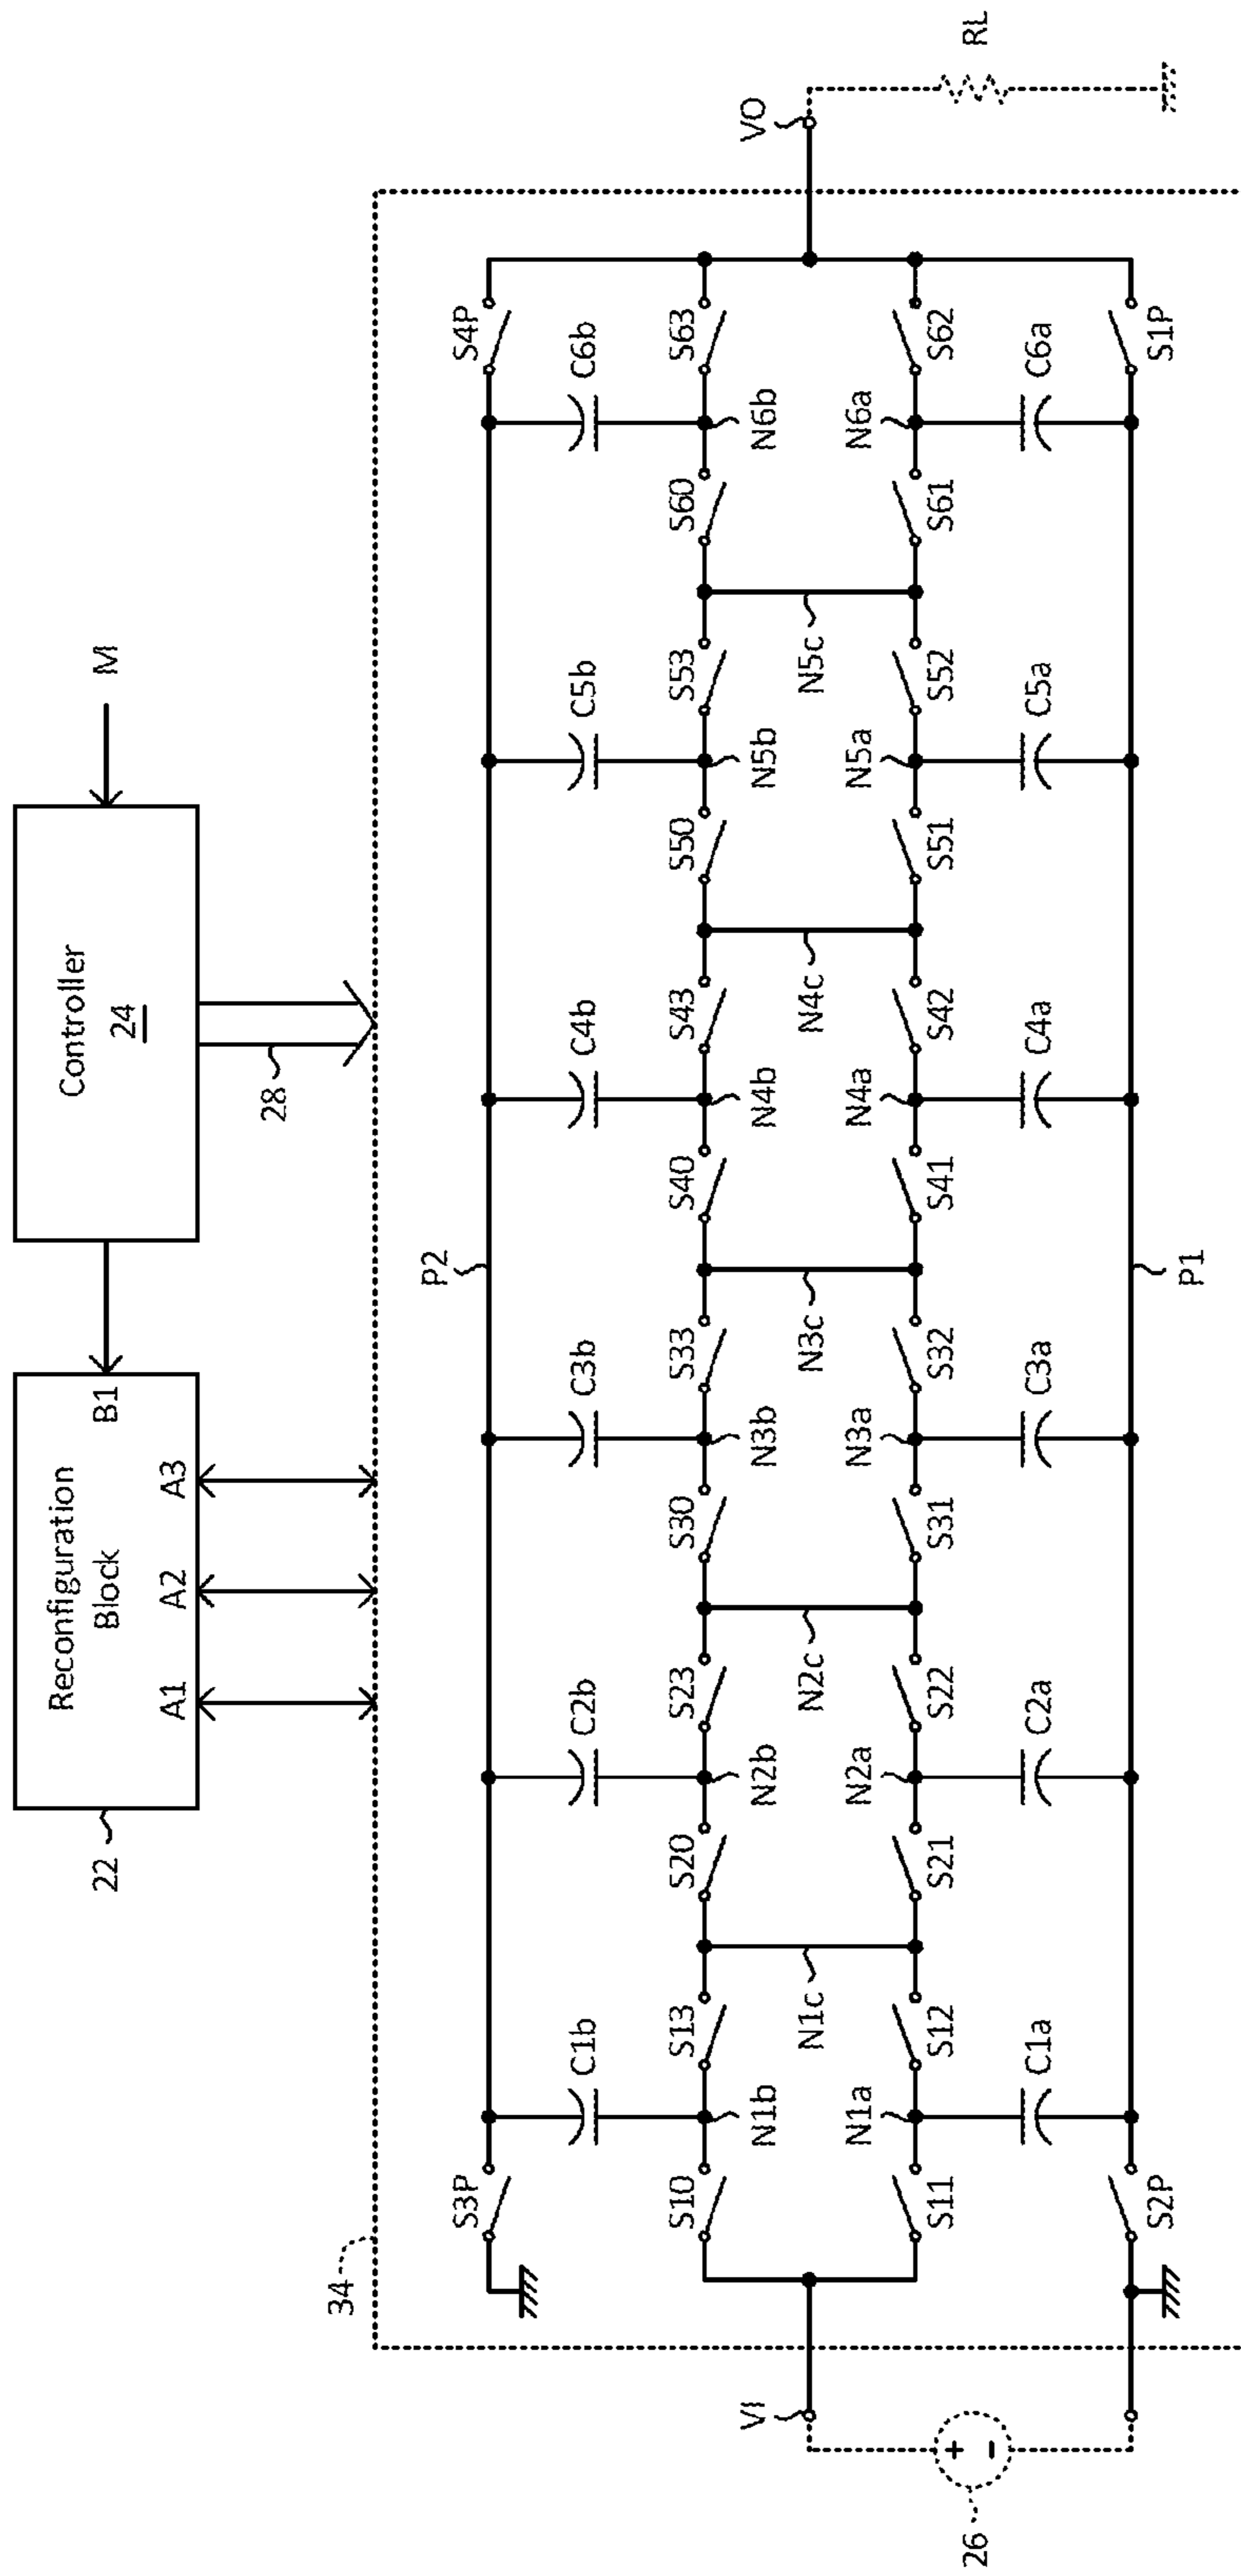 Reconfiguration
Block
A1
A2
A3
B1
22
Controller
24
M
28
34
P2
S3P
S4P
C1b
C2b
C3b
C4b
C5b
C6b
S10
S13
S20
S23
S30
S33
S40
S43
S50
S53
S60
S63
N1b
N2b
N3b
N4b
N5b
N6b
VI
N1c
N2c
N3c
N4c
N5c
VO
N1a
N2a
N3a
N4a
N5a
N6a
S11
S12
S21
S22
S31
S32
S41
S42
S51
S52
S61
S62
C1a
C2a
C3a
C4a
C5a
C6a
26
+
-
RL
S2P
P1
S1P